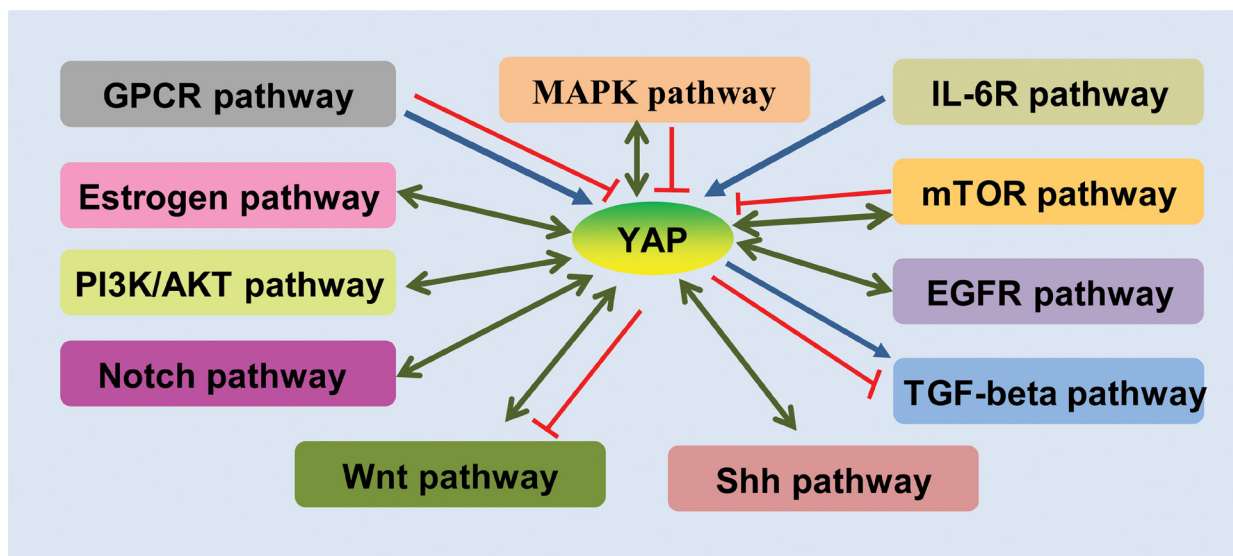 GPCR pathway
MAPK pathway
IL-6R pathway
Estrogen pathway
mTOR pathway
YAP
PI3K/AKT pathway
EGFR pathway
Notch pathway
TGF-beta pathway
Wnt pathway
Shh pathway